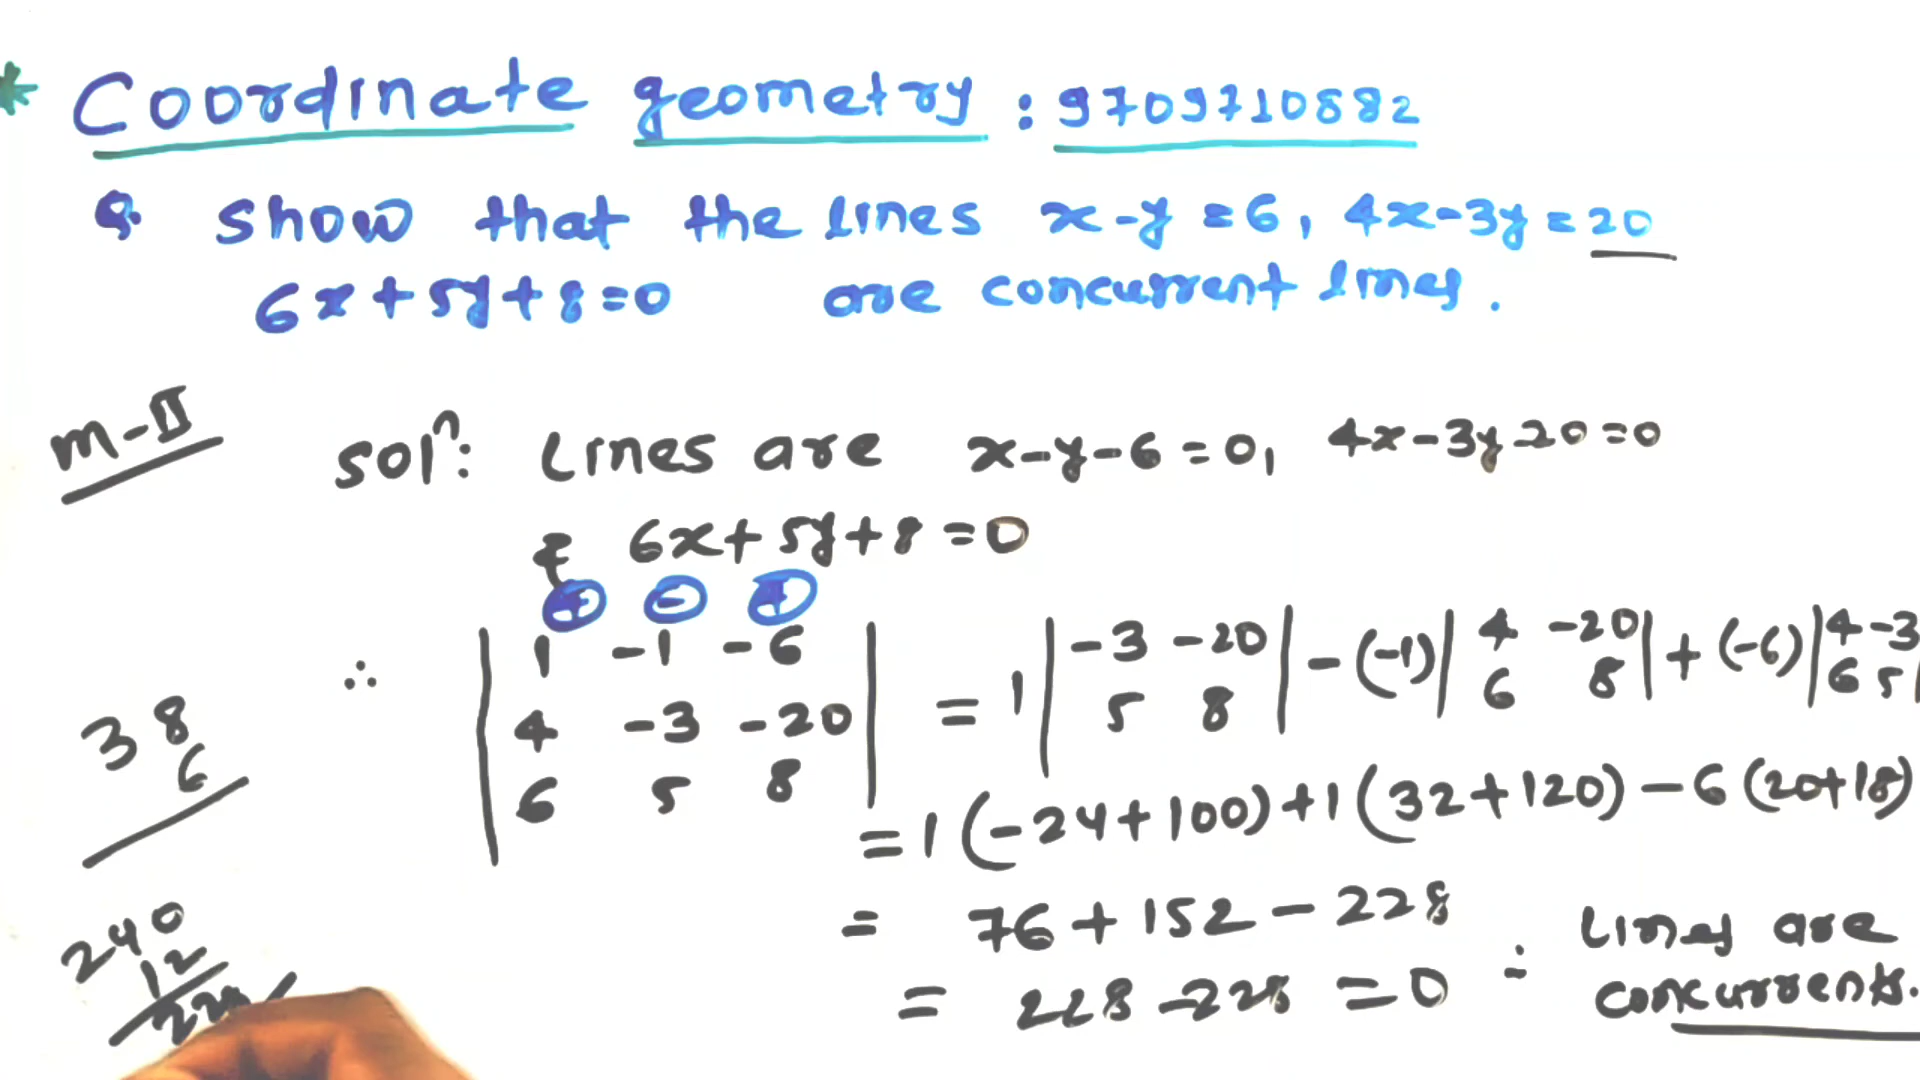 * Coordinate geometry : 9709710882
Q. Show that the lines x-y=6, 4x-3y=20
6x+5y+8=0 are concurrent lines.
M-II
Solⁿ: Lines are x-y-6=0, 4x-3y-20=0
& 6x+5y+8=0
+ - +
∴ | 1 -1 -6 | = 1 | -3 -20 | - (-1) | 4 -20 | + (-6) | 4 -3
| 4 -3 -20 | | 5 8 | | 6 8 | | 6 5 |
| 6 5 8 |
= 1(-24+100)+1(32+120)-6(20+18)
= 76+152-228
= 228-228=0 ∴ Lines are
concurrents.
38
6
240
12
228